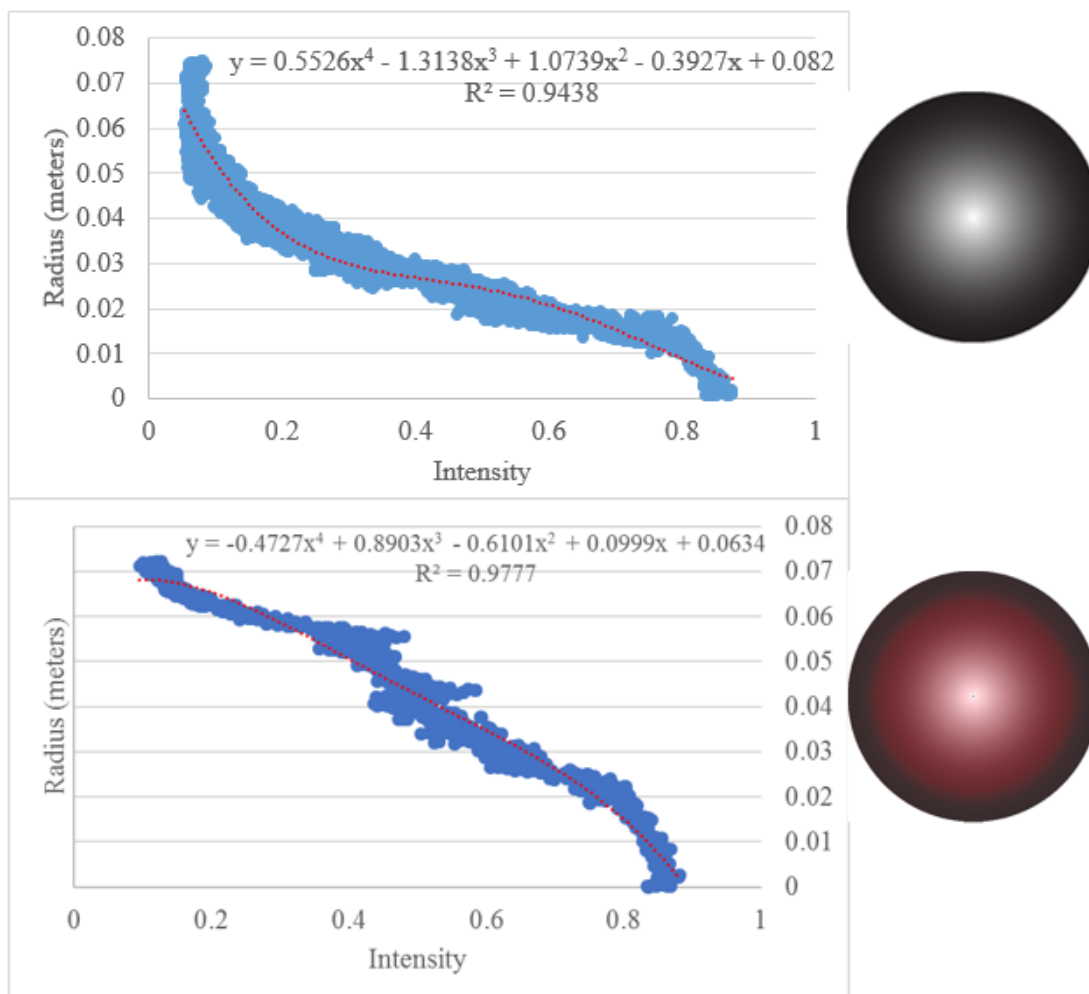 0.08
y = 0.5526x⁴ - 1.3138x³ + 1.0739x² - 0.3927x + 0.082
R² = 0.9438
0.07
0.06
0.05
0.04
0.03
0.02
0.01
0
Radius (meters)
0 0.2 0.4 0.6 0.8 1
Intensity
y = -0.4727x⁴ + 0.8903x³ - 0.6101x² + 0.0999x + 0.0634
R² = 0.9777
0.08
0.07
0.06
0.05
0.04
0.03
0.02
0.01
0
Radius (meters)
0 0.2 0.4 0.6 0.8 1
Intensity